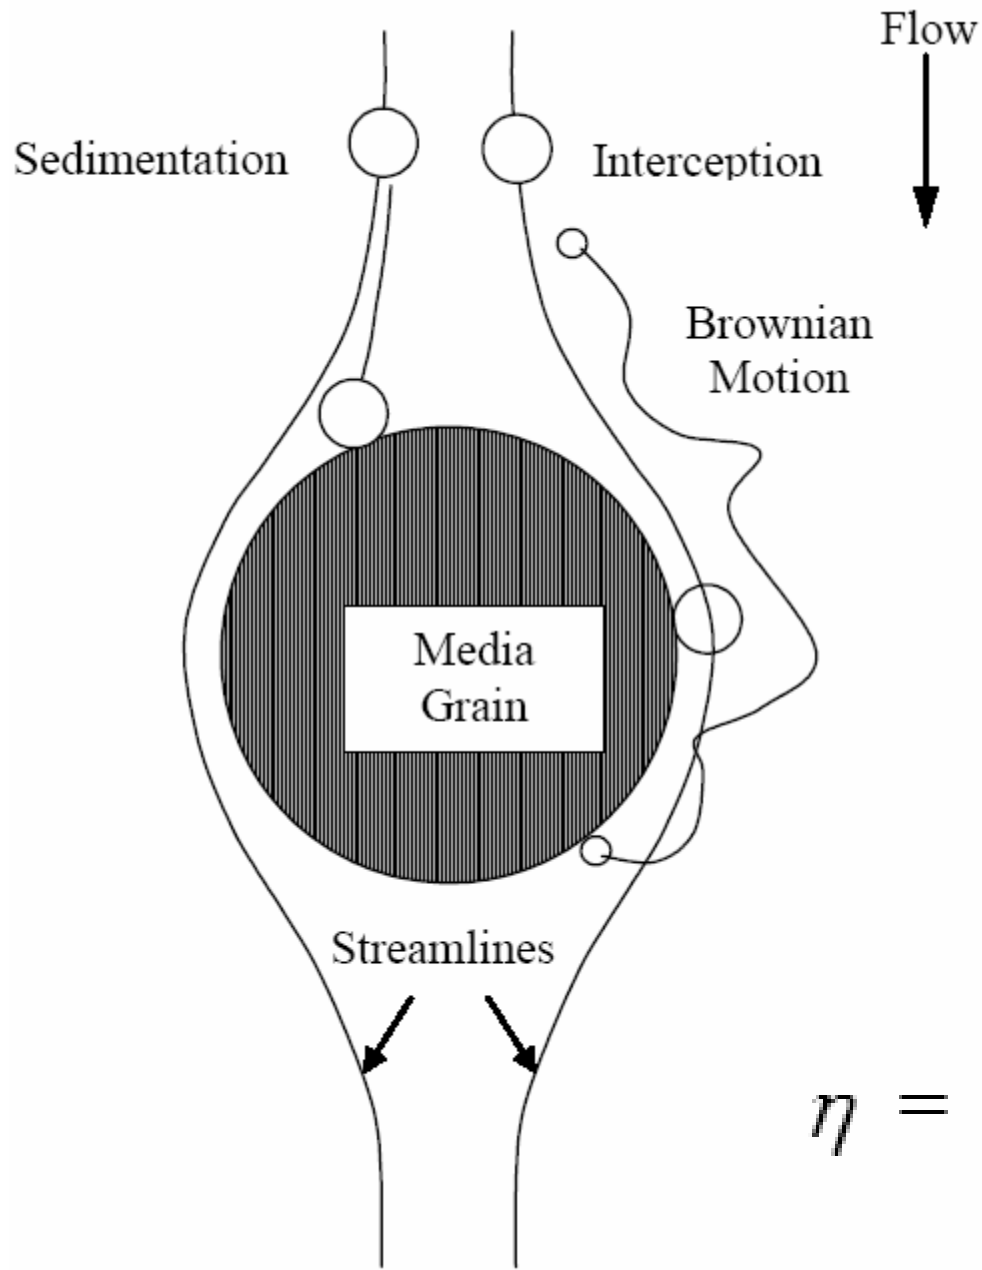 Flow
Sedimentation
Interception
Brownian
Motion
Media
Grain
Streamlines
η =